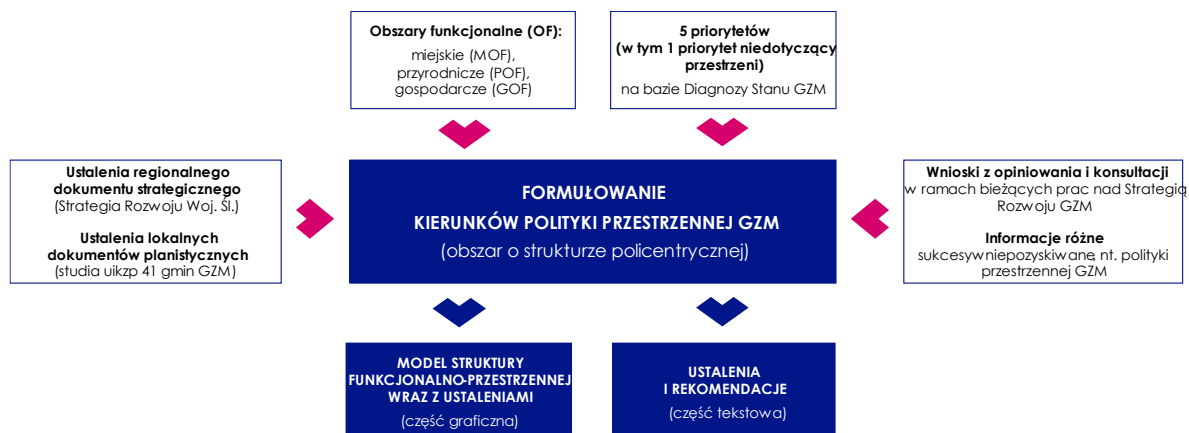 Obszary funkcjonalne (OF):
miejskie (MOF),
przyrodnicze (POF),
gospodarcze (GOF)
5 priorytetów
(w tym 1 priorytet niedotyczący
przestrzeni)
na bazie Diagnozy Stanu GZM
Ustalenia regionalnego
dokumentu strategicznego
(Strategia Rozwoju Woj. Śl.)
Ustalenia lokalnych
dokumentów planistycznych
(studia uikzp 41 gmin GZM)
FORMUŁOWANIE
KIERUNKÓW POLITYKI PRZESTRZENNEJ GZM
(obszar o strukturze policentrycznej)
Wnioski z opiniowania i konsultacji
w ramach bieżących prac nad Strategią
Rozwoju GZM
Informacje różne
sukcesywniepozyskiwane, nt. polityki
przestrzennej GZM
MODEL STRUKTURY
FUNKCJONALNO-PRZESTRZENNEJ
WRAZ Z USTALENIAMI
(część graficzna)
USTALENIA
I REKOMENDACJE
(część tekstowa)